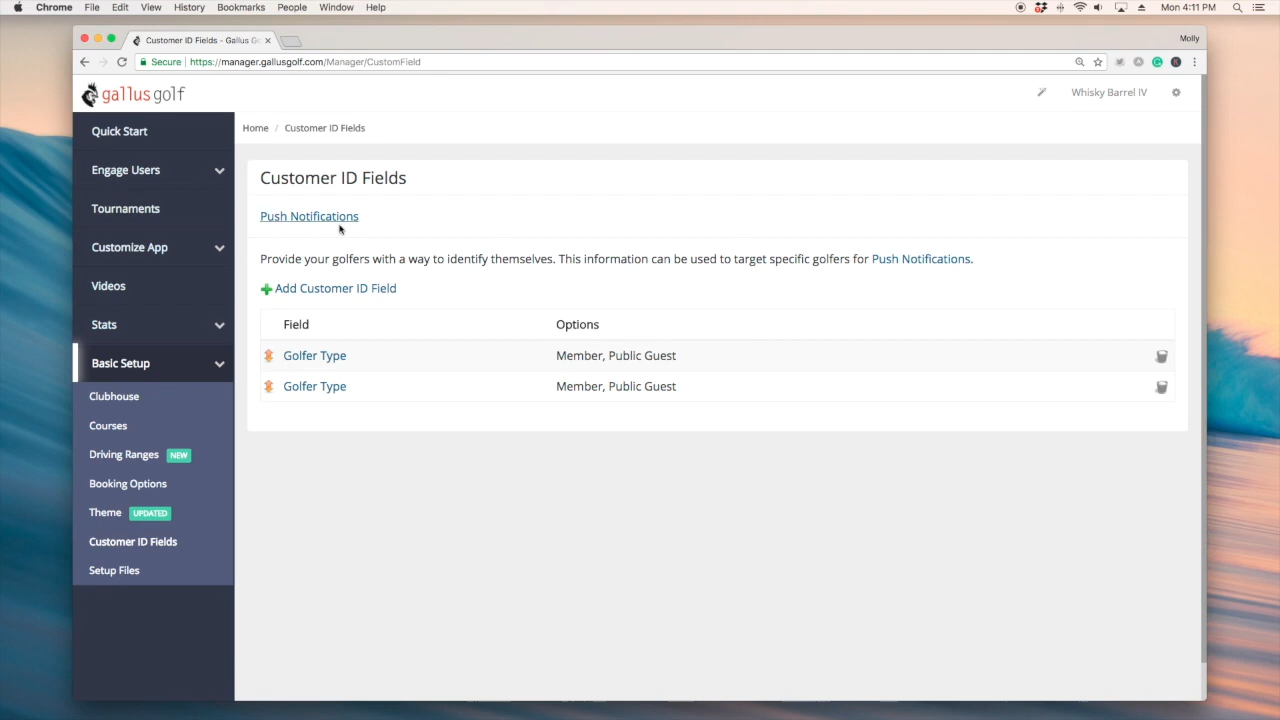 Chrome File Edit View History Bookmarks People Window Help Mon 4:11 PM
Customer ID Fields - Gallus Go Molly
Secure https://manager.gallusgolf.com/Manager/CustomField
gallus golf Whisky Barrel IV
Quick Start
Engage Users
Tournaments
Customize App
Videos
Stats
Basic Setup
Clubhouse
Courses
Driving Ranges NEW
Booking Options
Theme UPDATED
Customer ID Fields
Setup Files
Home / Customer ID Fields
Customer ID Fields
Push Notifications
Provide your golfers with a way to identify themselves. This information can be used to target specific golfers for Push Notifications.
Add Customer ID Field
Field Options
Golfer Type Member, Public Guest
Golfer Type Member, Public Guest